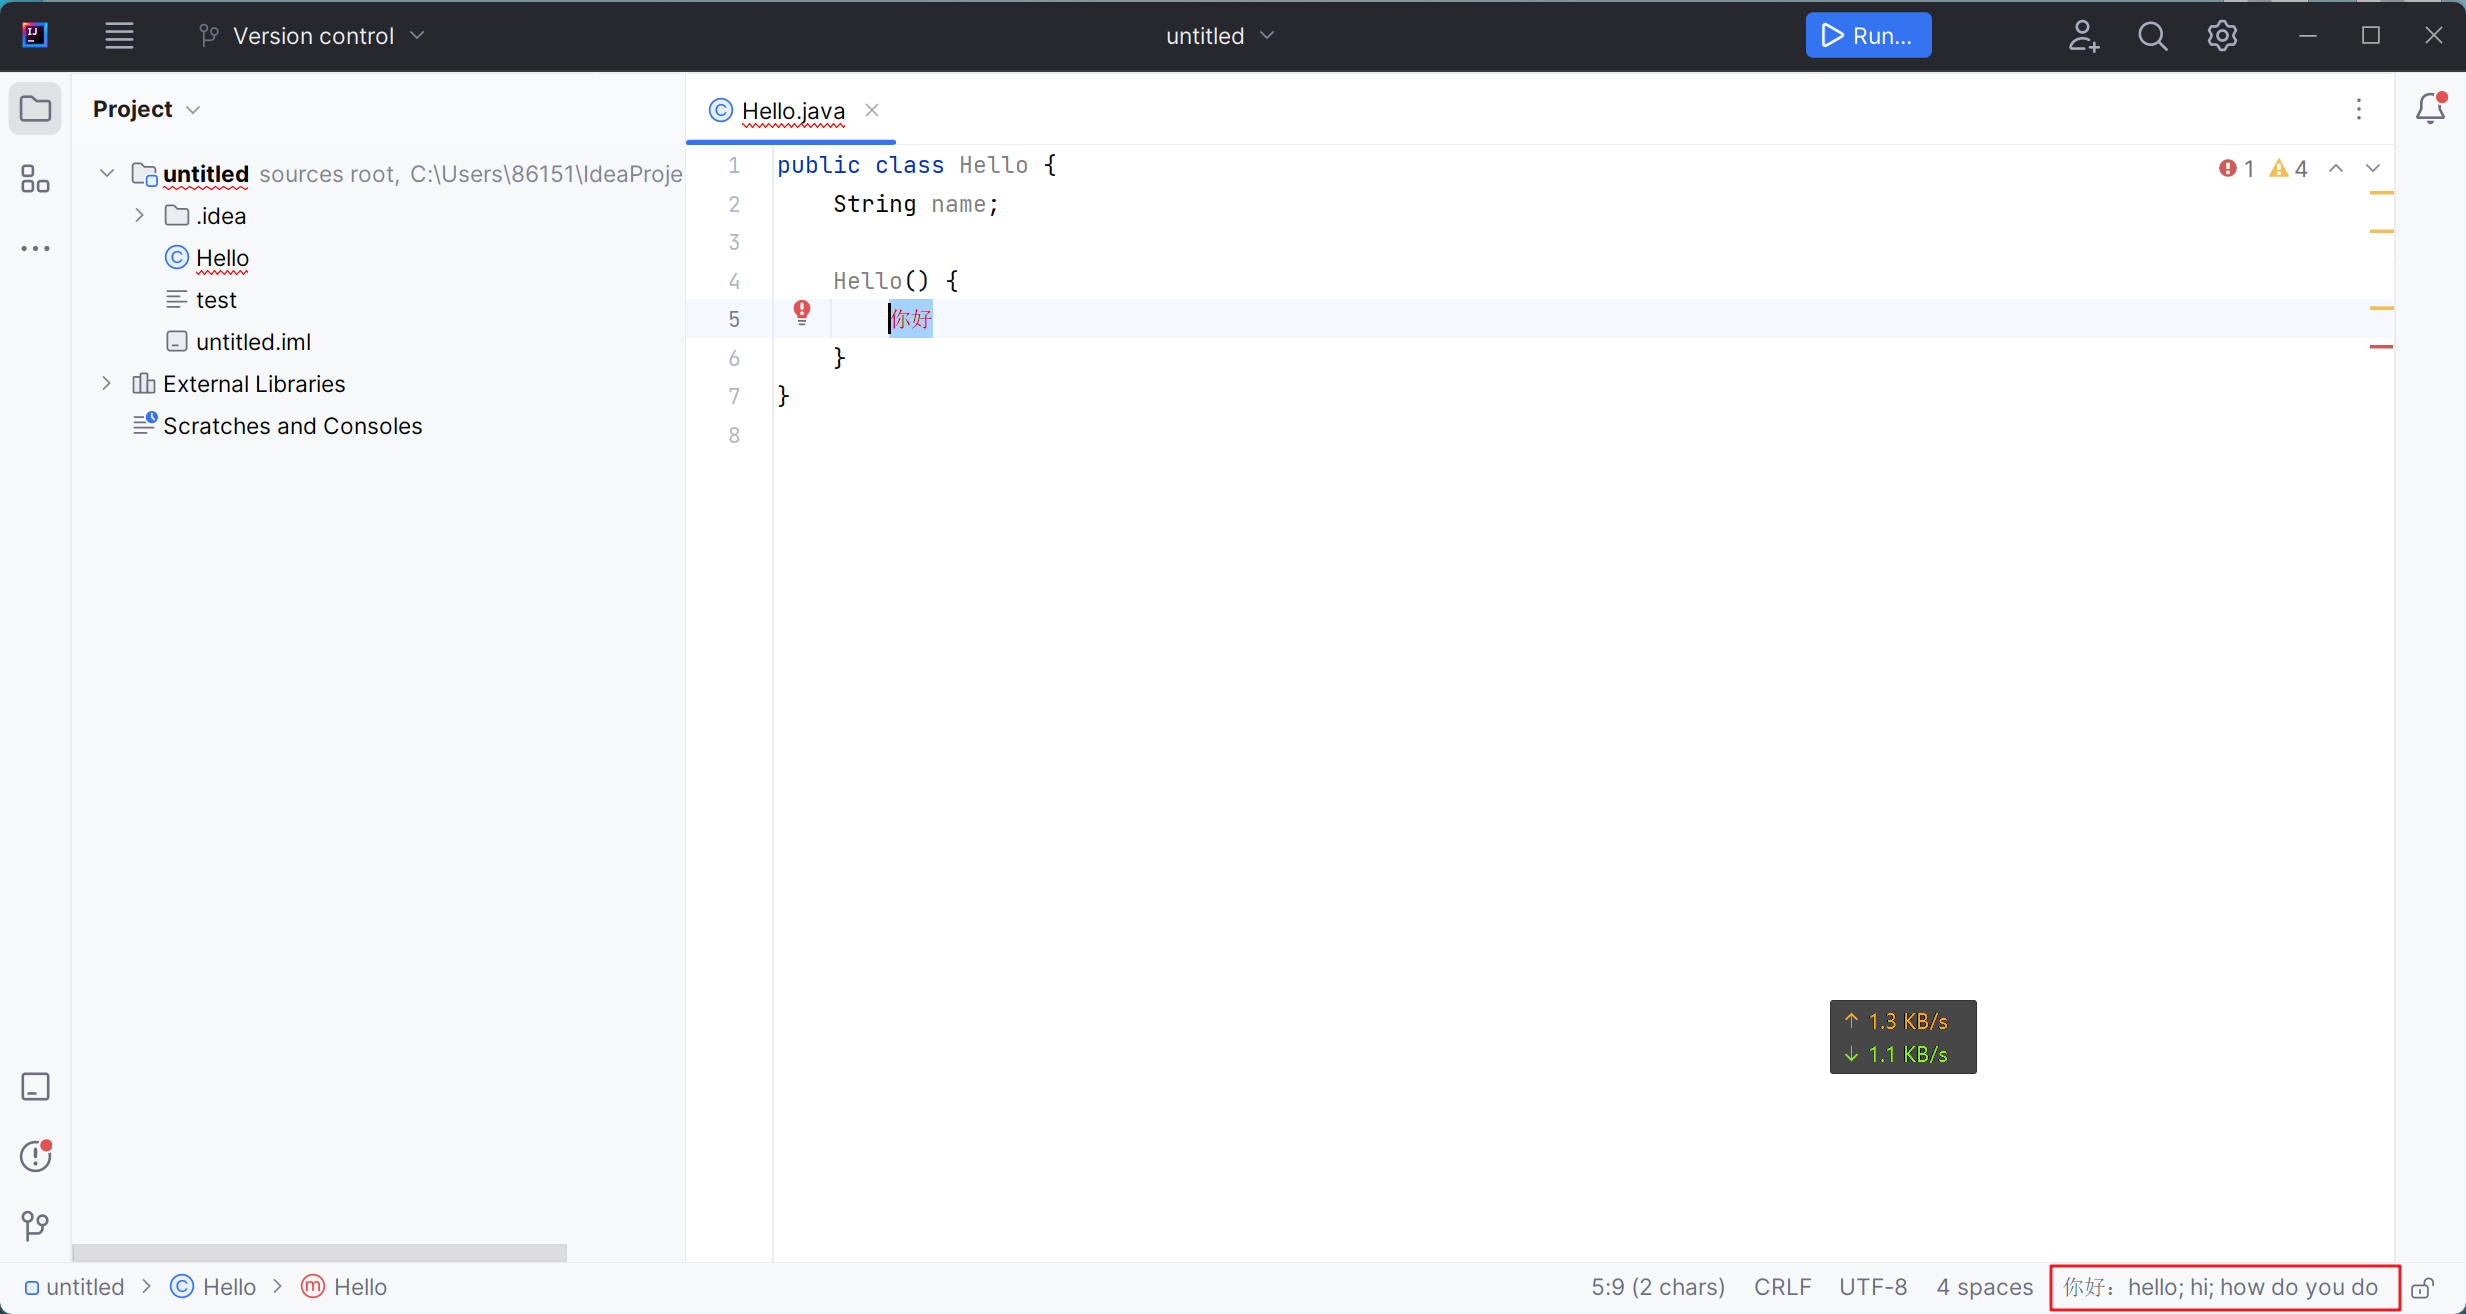 Version control
untitled
Run...
Project
untitled sources root, C:\Users\86151\IdeaProje
.idea
Hello
test
untitled.iml
External Libraries
Scratches and Consoles
Hello.java
1 public class Hello {
2 String name;
3
4 Hello() {
5 你好
6 }
7 }
8
1 4
↑ 1.3 KB/s
↓ 1.1 KB/s
untitled > Hello > Hello
5:9 (2 chars) CRLF UTF-8 4 spaces 你好：hello; hi; how do you do